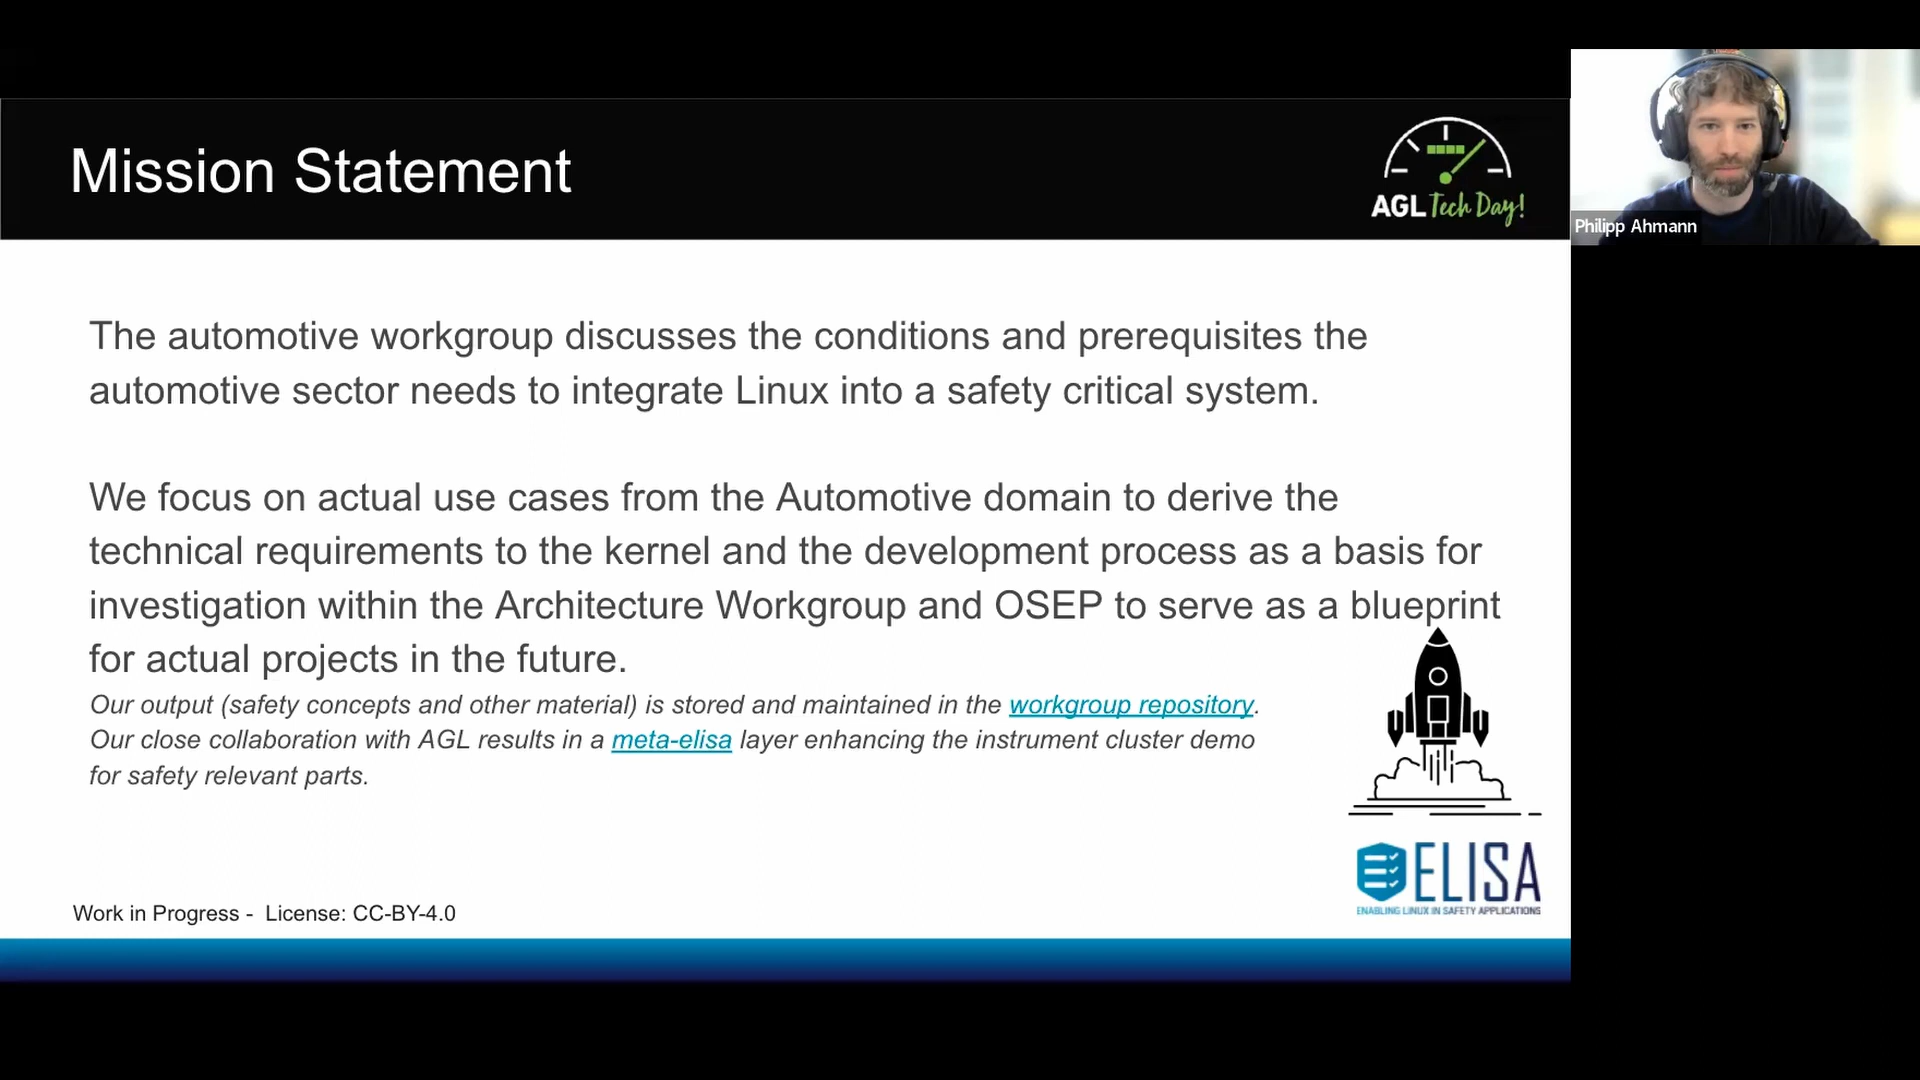 Mission Statement
AGL Tech Day!
Philipp Ahmann
The automotive workgroup discusses the conditions and prerequisites the
automotive sector needs to integrate Linux into a safety critical system.
We focus on actual use cases from the Automotive domain to derive the
technical requirements to the kernel and the development process as a basis for
investigation within the Architecture Workgroup and OSEP to serve as a blueprint
for actual projects in the future.
Our output (safety concepts and other material) is stored and maintained in the workgroup repository.
Our close collaboration with AGL results in a meta-elisa layer enhancing the instrument cluster demo
for safety relevant parts.
ELISA
ENABLING LINUX IN SAFETY APPLICATIONS
Work in Progress - License: CC-BY-4.0